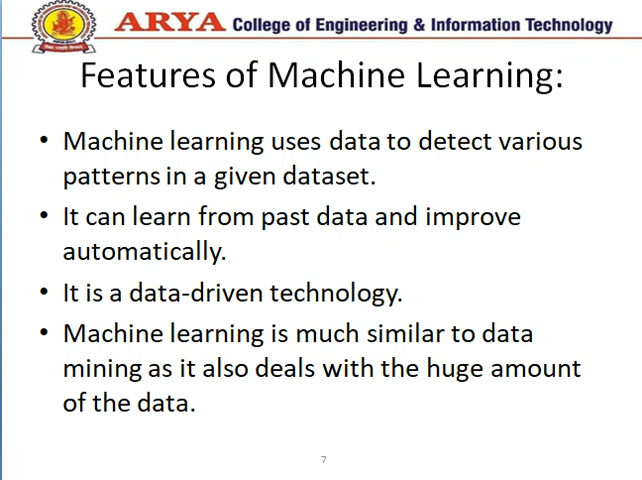 ARYA College of Engineering & Information Technology
Features of Machine Learning:
• Machine learning uses data to detect various
patterns in a given dataset.
• It can learn from past data and improve
automatically.
• It is a data-driven technology.
• Machine learning is much similar to data
mining as it also deals with the huge amount
of the data.
7